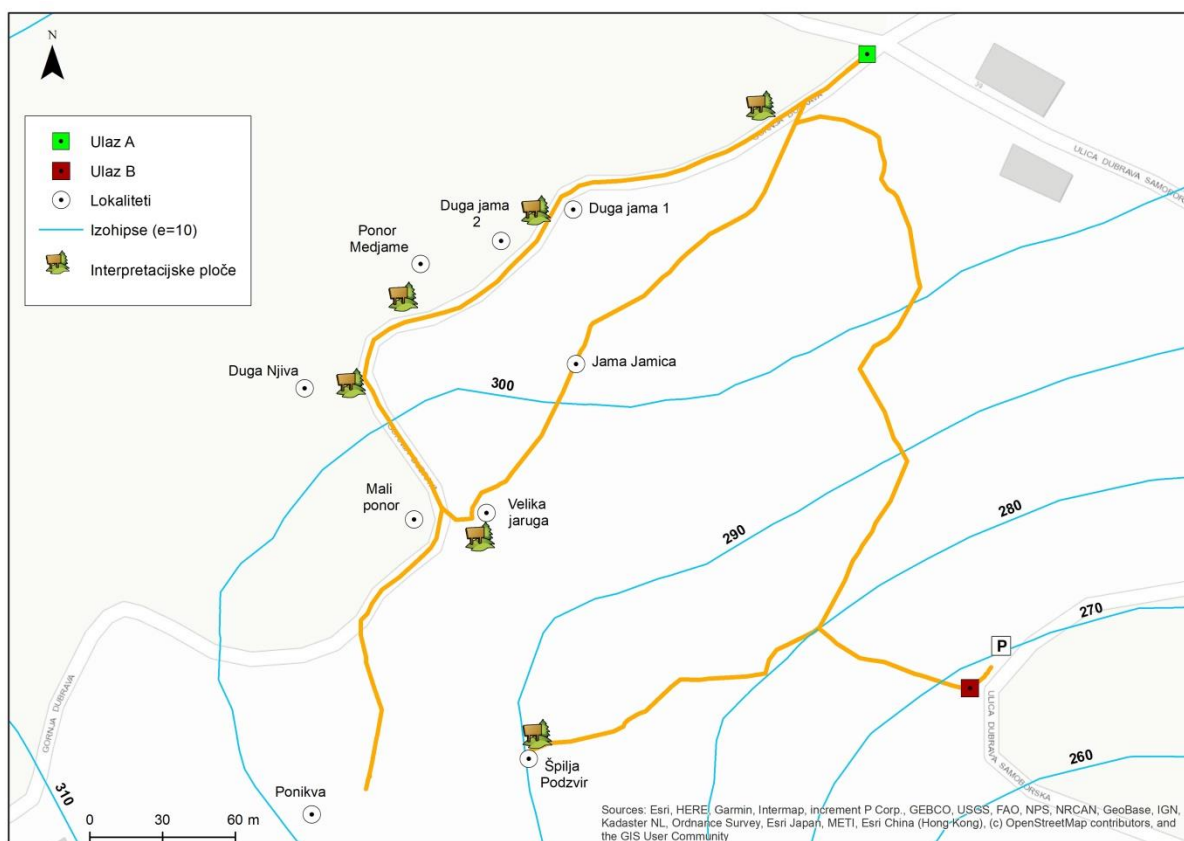 N
Ulaz A
Ulaz B
Lokaliteti
Izohipse (e=10)
Interpretacijske ploče
ULICA DUBRAVA SAMOBORS
Duga jama
2
Duga jama 1
Ponor
Medjame
Duga Njiva
300
Jama Jamica
Mali
ponor
Velika
jaruga
290
280
270
P
GORNJA DUBRAVA
ULICA DUBRAVA SAMOBORSKA
Špilja
Podzvir
260
310
Ponikva
0 30 60 m
Sources: Esri, HERE, Garmin, Intermap, increment P Corp., GEBCO, USGS, FAO, NPS, NRCAN, GeoBase, IGN,
Kadaster NL, Ordnance Survey, Esri Japan, METI, Esri China (Hong Kong), (c) OpenStreetMap contributors, and
the GIS User Community